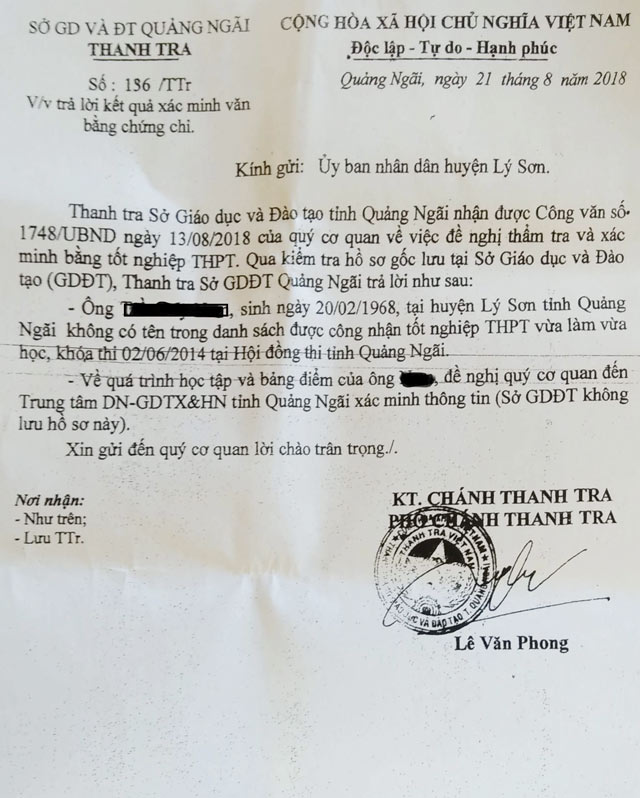 SỞ GD VÀ ĐT QUẢNG NGÃI
THANH TRA
Số : 136 /TTr
V/v trả lời kết quả xác minh văn
bằng chứng chỉ.
CỘNG HÒA XÃ HỘI CHỦ NGHĨA VIỆT NAM
Độc lập - Tự do - Hạnh phúc
Quảng Ngãi, ngày 21 tháng 8 năm 2018
Kính gửi: Ủy ban nhân dân huyện Lý Sơn.
Thanh tra Sở Giáo dục và Đào tạo tỉnh Quảng Ngãi nhận được Công văn số
1748/UBND ngày 13/08/2018 của quý cơ quan về việc đề nghị thẩm tra và xác
minh bằng tốt nghiệp THPT. Qua kiểm tra hồ sơ gốc lưu tại Sở Giáo dục và Đào
tạo (GDĐT), Thanh tra Sở GDĐT Quảng Ngãi trả lời như sau:
- Ông , sinh ngày 20/02/1968, tại huyện Lý Sơn tỉnh Quảng
Ngãi không có tên trong danh sách được công nhận tốt nghiệp THPT vừa làm vừa
học, khóa thi 02/06/2014 tại Hội đồng thi tỉnh Quảng Ngãi.
- Về quá trình học tập và bảng điểm của ông , đề nghị quý cơ quan đến
Trung tâm DN-GDTX&HN tỉnh Quảng Ngãi xác minh thông tin (Sở GDĐT không
lưu hồ sơ này).
Xin gửi đến quý cơ quan lời chào trân trọng./.
Nơi nhận:
- Như trên;
- Lưu TTr.
KT. CHÁNH THANH TRA
PHÓ CHÁNH THANH TRA
THANH TRA VIỆT NAM
Lê Văn Phong